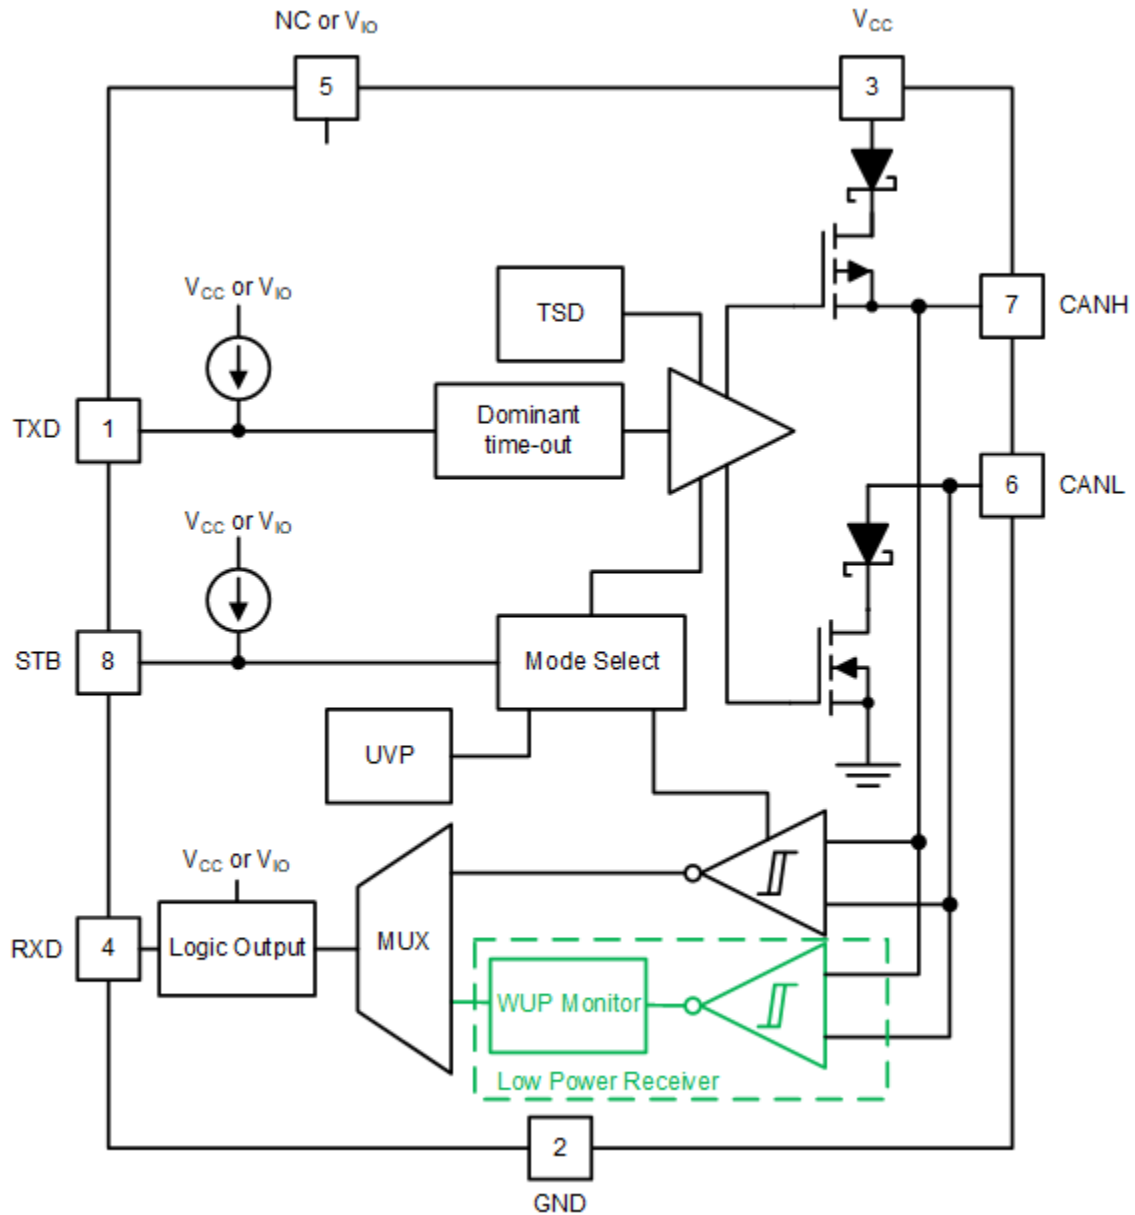 NC or VIO
VCC
5
3
VCC or VIO
TSD
7
CANH
TXD
1
Dominant
time-out
6
CANL
VCC or VIO
STB
8
Mode Select
UVP
VCC or VIO
RXD
4
Logic Output
MUX
WUP Monitor
Low Power Receiver
2
GND